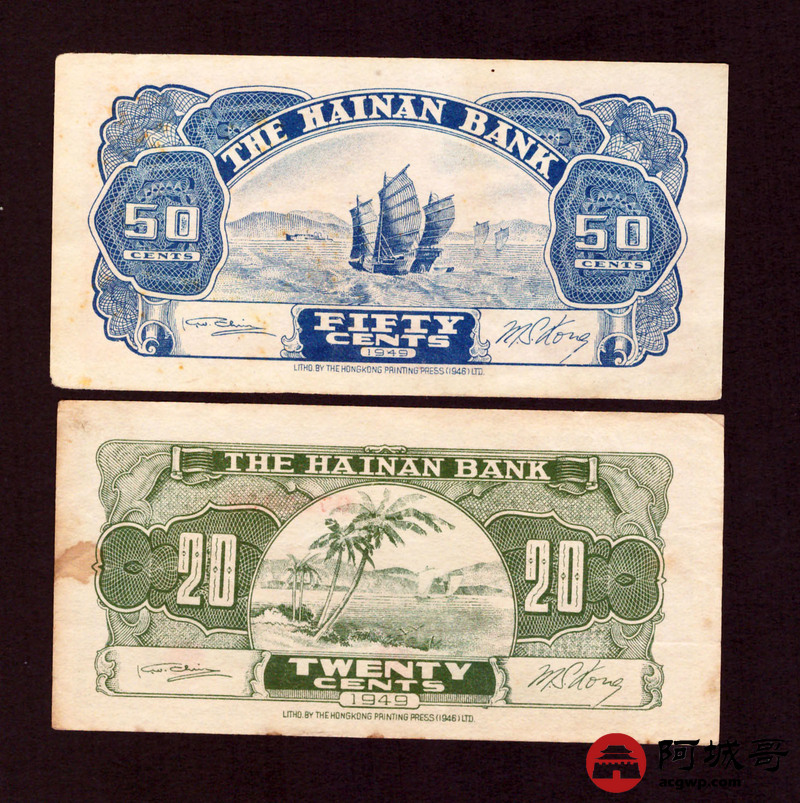 THE HAINAN BANK
50
CENTS
50
CENTS
FIFTY
CENTS
1949
LITHO. BY THE HONGKONG PRINTING PRESS (1946) LTD.
THE HAINAN BANK
20
20
TWENTY
CENTS
1949
LITHO. BY THE HONGKONG PRINTING PRESS (1946) LTD.
阿城哥
acgwp.com